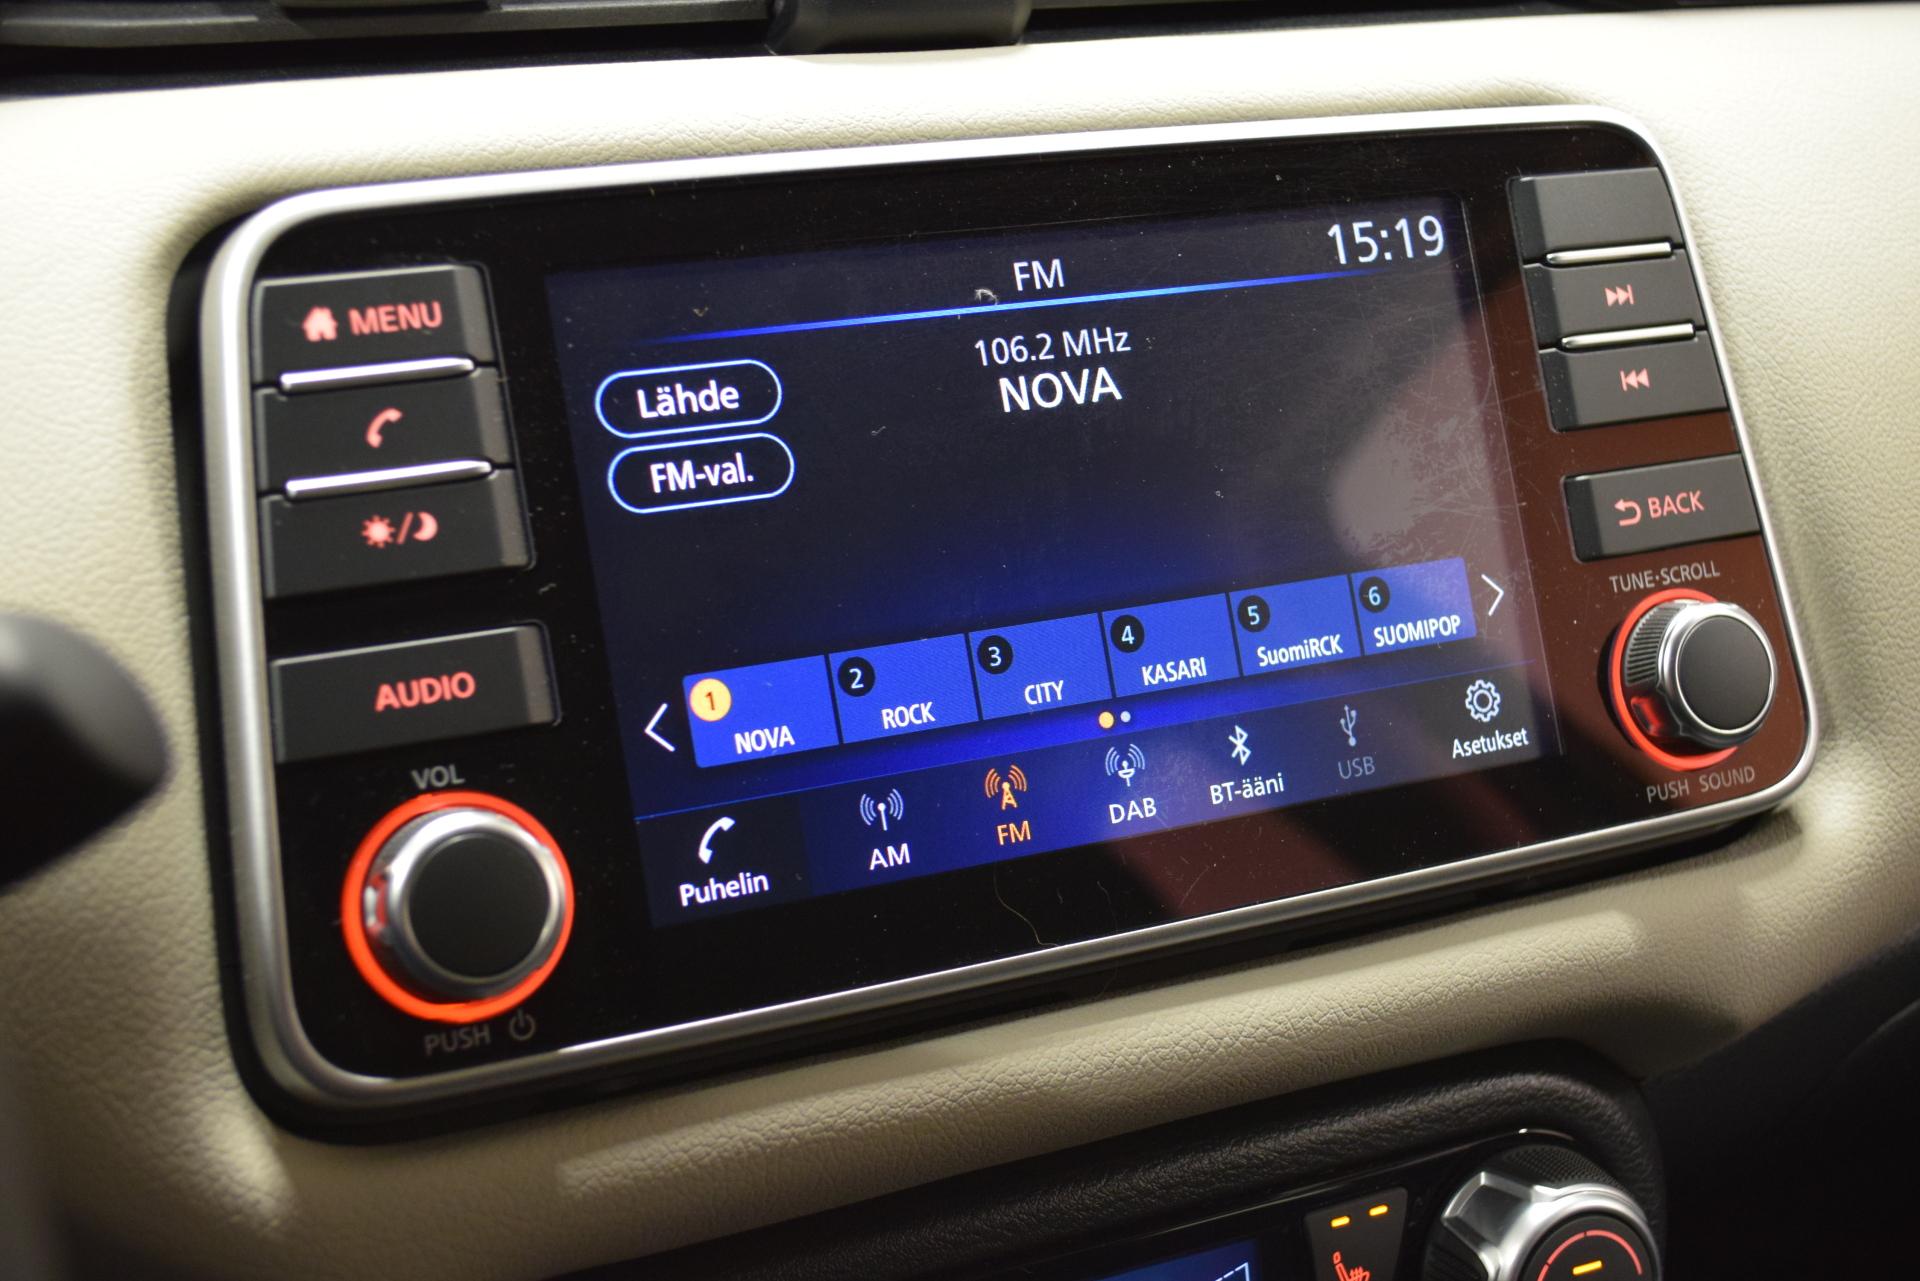 MENU
AUDIO
VOL
PUSH
FM
15:19
106.2 MHz
NOVA
Lähde
FM-val.
1 NOVA
2 ROCK
3 CITY
4 KASARI
5 SuomiRCK
6 SUOMIPOP
Puhelin
AM
FM
DAB
BT-ääni
USB
Asetukset
BACK
TUNE·SCROLL
PUSH SOUND